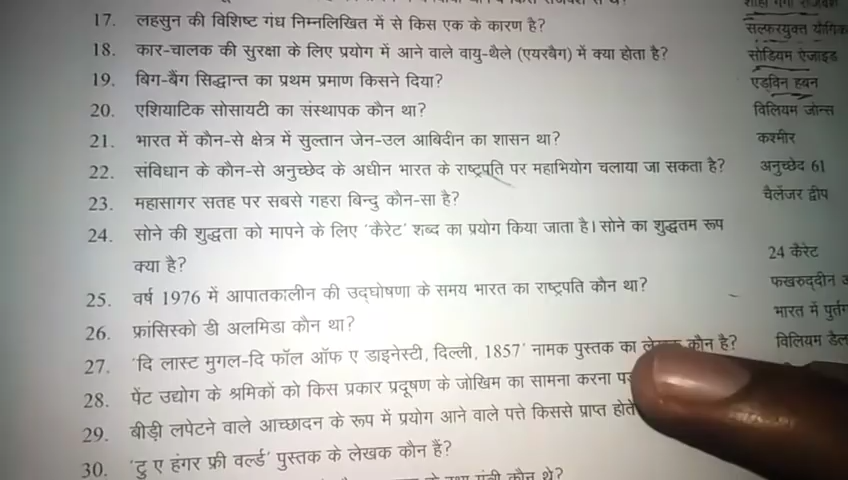 17. लहसुन की विशिष्ट गंध निम्नलिखित में से किस एक के कारण है? सल्फरयुक्त यौगिक
18. कार-चालक की सुरक्षा के लिए प्रयोग में आने वाले वायु-थैले (एयरबैग) में क्या होता है? सोडियम ऐजाइड
19. बिग-बैंग सिद्धान्त का प्रथम प्रमाण किसने दिया? एडविन हबन
20. एशियाटिक सोसायटी का संस्थापक कौन था? विलियम जोन्स
21. भारत में कौन-से क्षेत्र में सुल्तान जेन-उल आबिदीन का शासन था? कश्मीर
22. संविधान के कौन-से अनुच्छेद के अधीन भारत के राष्ट्रपति पर महाभियोग चलाया जा सकता है? अनुच्छेद 61
23. महासागर सतह पर सबसे गहरा बिन्दु कौन-सा है? चैलेंजर द्वीप
24. सोने की शुद्धता को मापने के लिए 'कैरेट' शब्द का प्रयोग किया जाता है। सोने का शुद्धतम रूप
क्या है? 24 कैरेट
25. वर्ष 1976 में आपातकालीन की उद्घोषणा के समय भारत का राष्ट्रपति कौन था? फखरुद्दीन
26. फ्रांसिस्को डी अलमिडा कौन था? भारत में
27. 'दि लास्ट मुगल-दि फॉल ऑफ ए डाइनेस्टी, दिल्ली, 1857' नामक पुस्तक का लेखक कौन है? विलियम
28. पेंट उद्योग के श्रमिकों को किस प्रकार प्रदूषण के जोखिम का सामना करना
29. बीड़ी लपेटने वाले आच्छादन के रूप में प्रयोग आने वाले पत्ते किससे प्राप्त होते
30. 'टु ए हंगर फ्री वर्ल्ड' पुस्तक के लेखक कौन हैं?